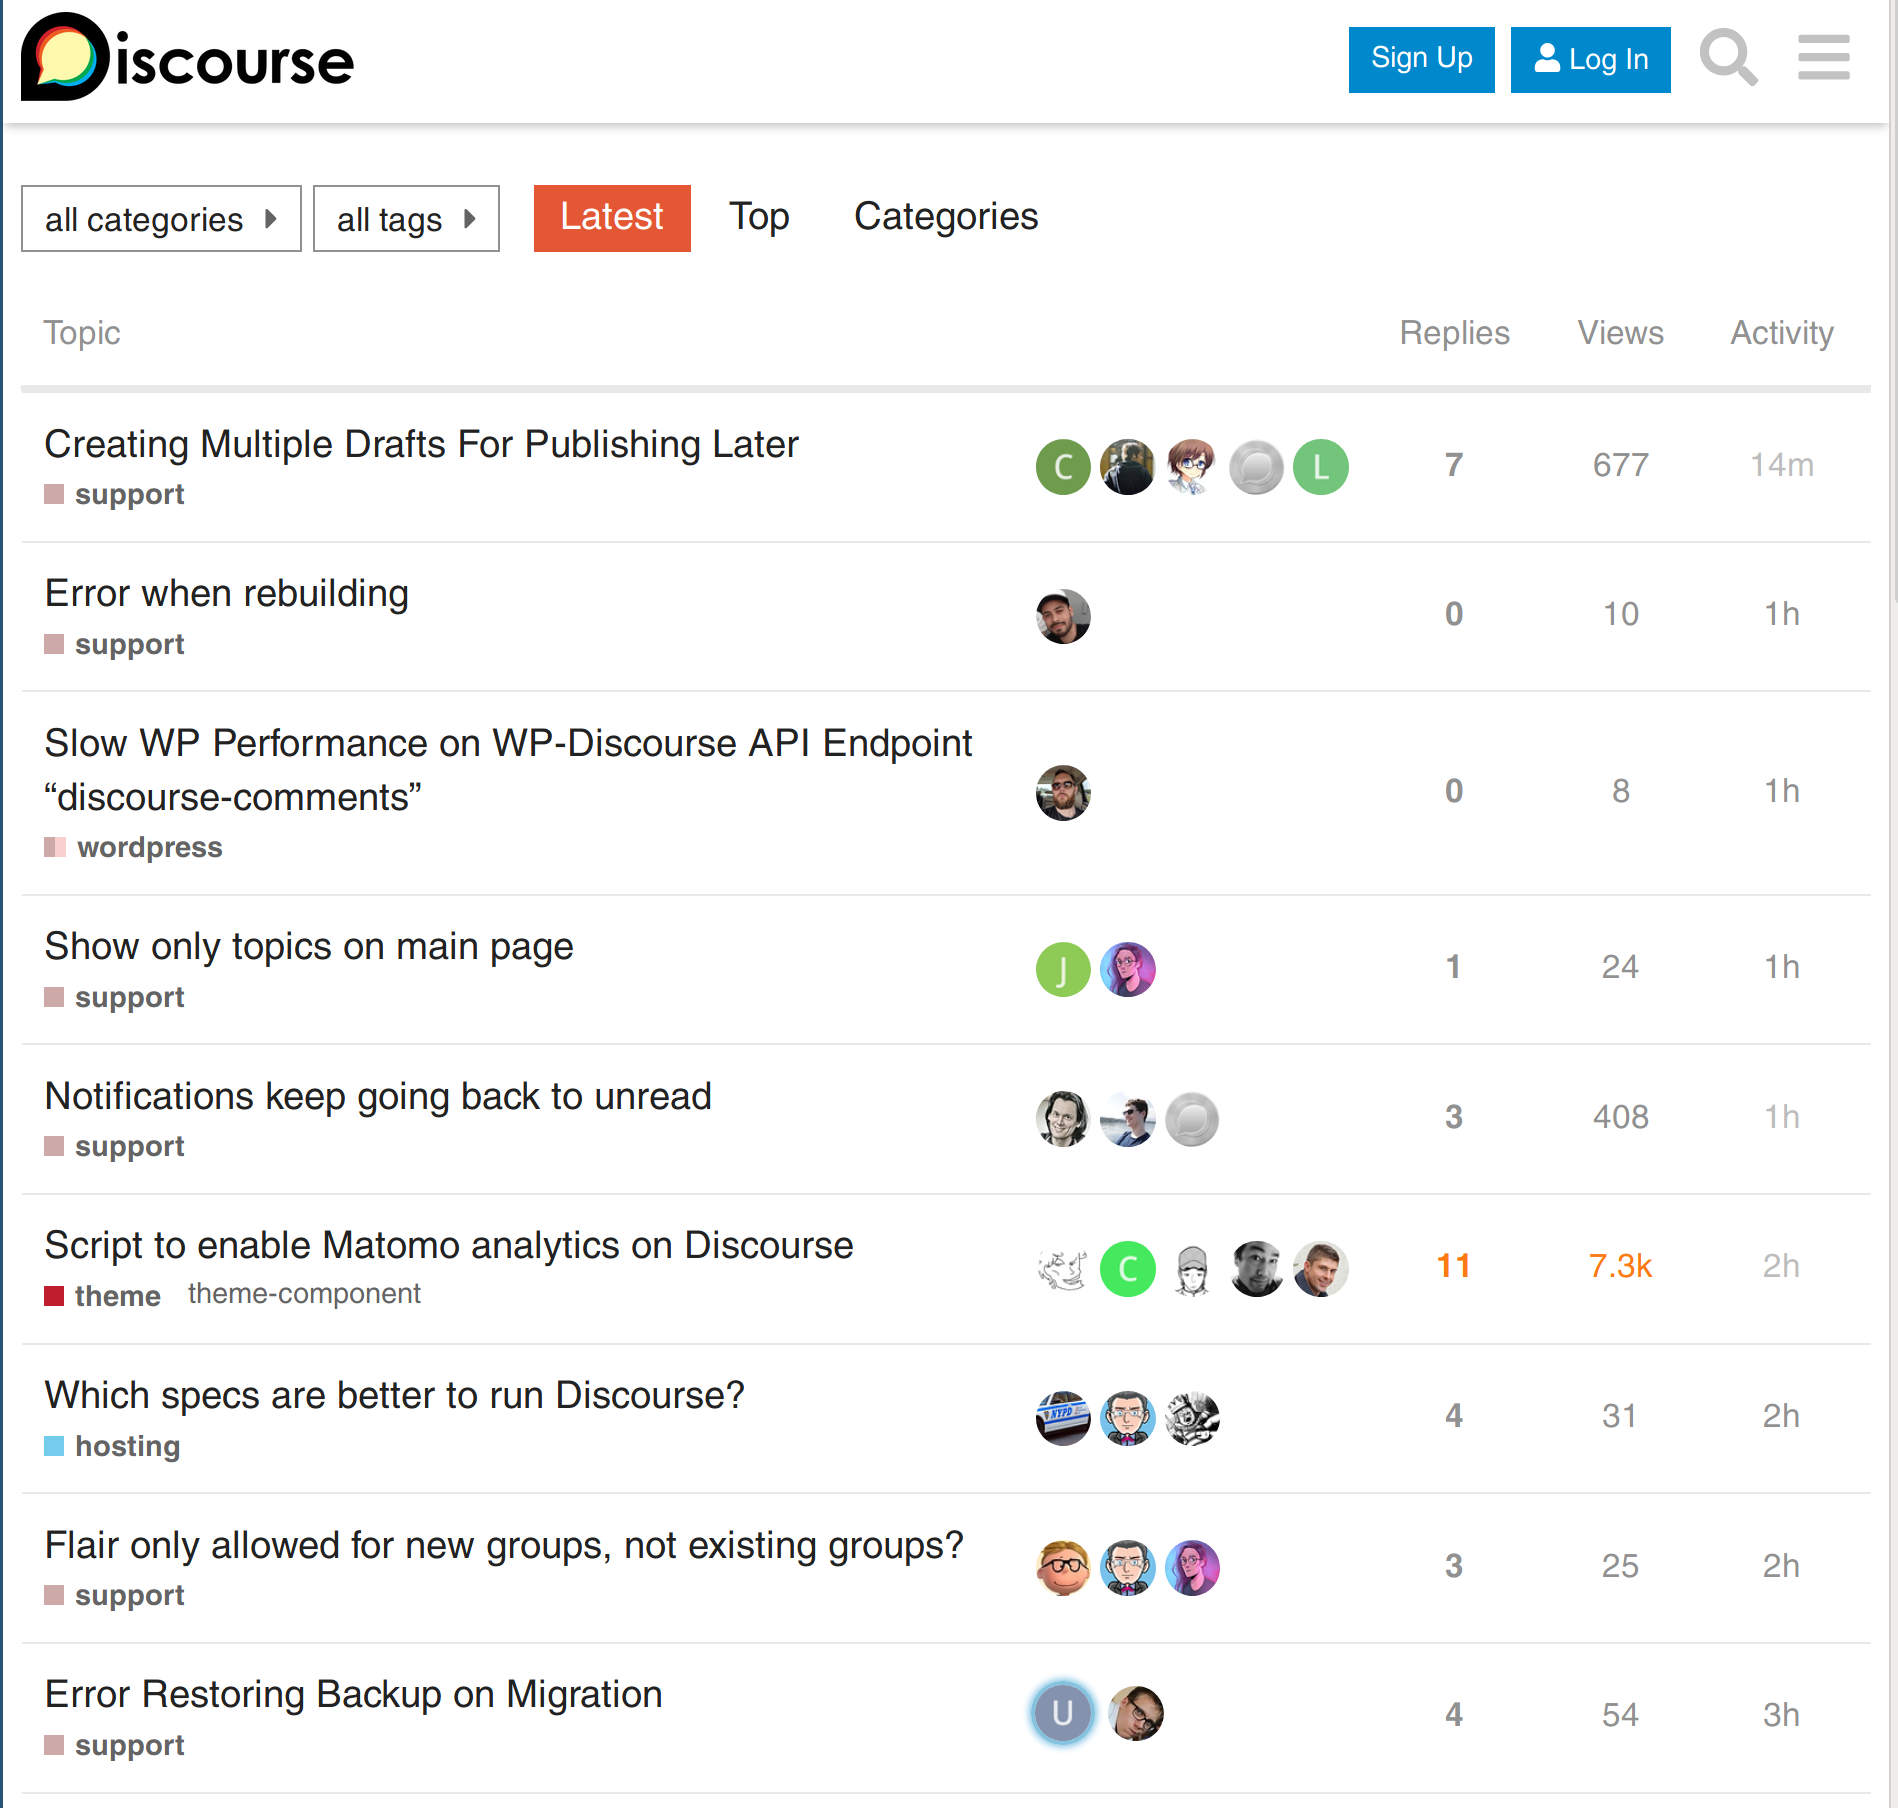 Discourse
Sign Up
Log In
all categories
all tags
Latest
Top
Categories
Topic
Replies
Views
Activity
Creating Multiple Drafts For Publishing Later
support
C
L
7
677
14m
Error when rebuilding
support
0
10
1h
Slow WP Performance on WP-Discourse API Endpoint
“discourse-comments”
wordpress
0
8
1h
Show only topics on main page
support
J
1
24
1h
Notifications keep going back to unread
support
3
408
1h
Script to enable Matomo analytics on Discourse
theme theme-component
C
11
7.3k
2h
Which specs are better to run Discourse?
hosting
NYPD
4
31
2h
Flair only allowed for new groups, not existing groups?
support
3
25
2h
Error Restoring Backup on Migration
support
U
4
54
3h